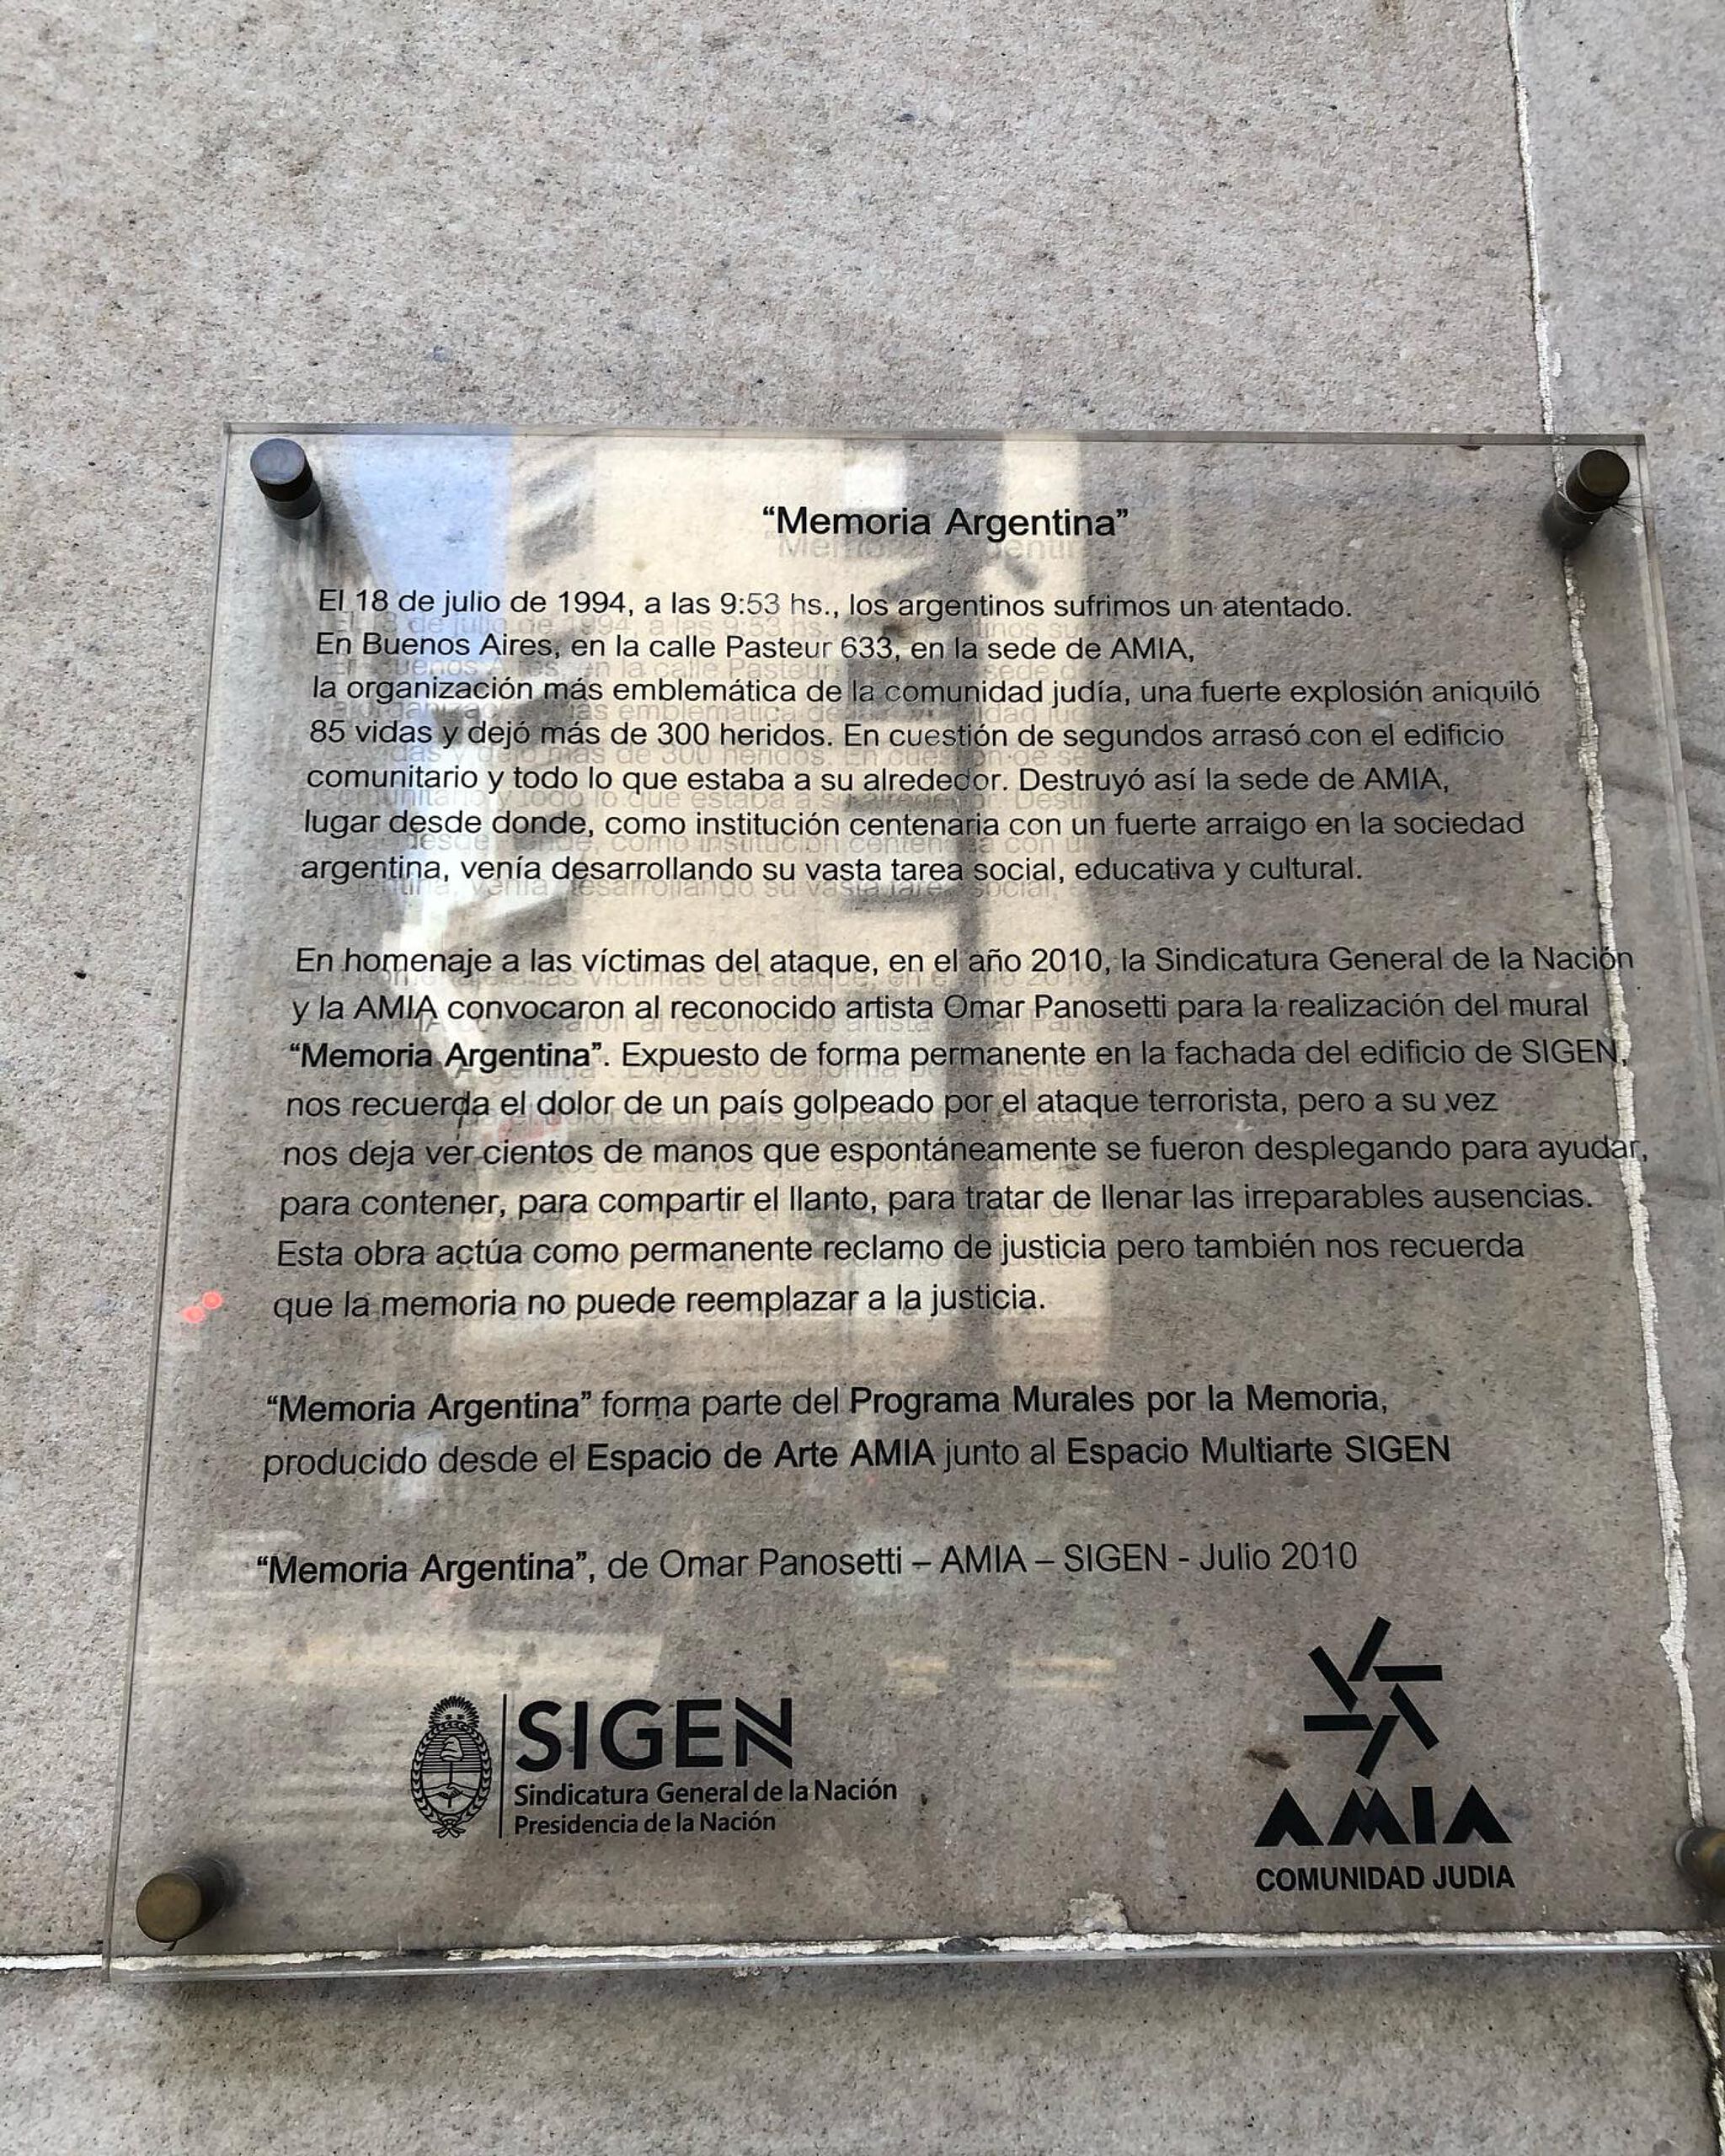 “Memoria Argentina”
El 18 de julio de 1994, a las 9:53 hs., los argentinos sufrimos un atentado.
En Buenos Aires, en la calle Pasteur 633, en la sede de AMIA,
la organización más emblemática de la comunidad judía, una fuerte explosión aniquiló
85 vidas y dejó más de 300 heridos. En cuestión de segundos arrasó con el edificio
comunitario y todo lo que estaba a su alrededor. Destruyó así la sede de AMIA,
lugar desde donde, como institución centenaria con un fuerte arraigo en la sociedad
argentina, venía desarrollando su vasta tarea social, educativa y cultural.
En homenaje a las víctimas del ataque, en el año 2010, la Sindicatura General de la Nación
y la AMIA convocaron al reconocido artista Omar Panosetti para la realización del mural
“Memoria Argentina”. Expuesto de forma permanente en la fachada del edificio de SIGEN,
nos recuerda el dolor de un país golpeado por el ataque terrorista, pero a su vez
nos deja ver cientos de manos que espontáneamente se fueron desplegando para ayudar,
para contener, para compartir el llanto, para tratar de llenar las irreparables ausencias.
Esta obra actúa como permanente reclamo de justicia pero también nos recuerda
que la memoria no puede reemplazar a la justicia.
“Memoria Argentina” forma parte del Programa Murales por la Memoria,
producido desde el Espacio de Arte AMIA junto al Espacio Multiarte SIGEN
“Memoria Argentina”, de Omar Panosetti – AMIA – SIGEN - Julio 2010
SIGEN
Sindicatura General de la Nación
Presidencia de la Nación
AMIA
COMUNIDAD JUDIA